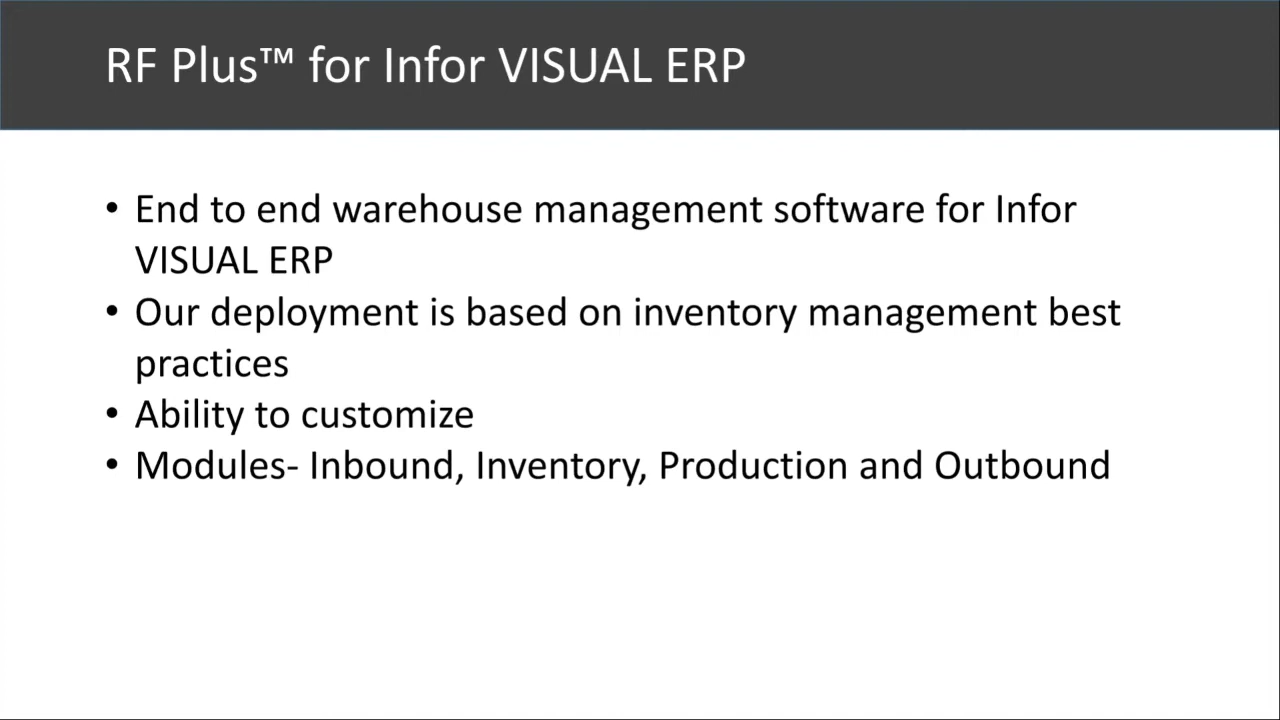 RF Plus™ for Infor VISUAL ERP
• End to end warehouse management software for Infor
VISUAL ERP
• Our deployment is based on inventory management best
practices
• Ability to customize
• Modules- Inbound, Inventory, Production and Outbound